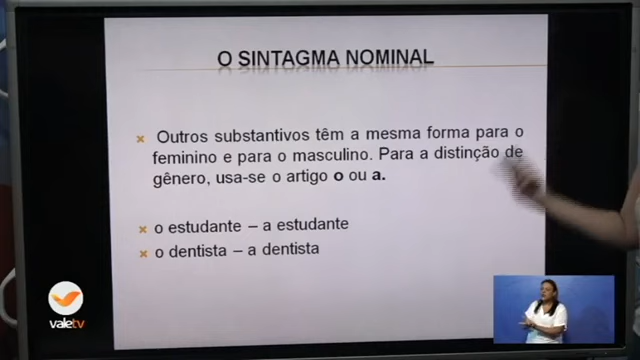 O SINTAGMA NOMINAL
Outros substantivos têm a mesma forma para o
feminino e para o masculino. Para a distinção de
gênero, usa-se o artigo o ou a.
o estudante – a estudante
o dentista – a dentista
valetv